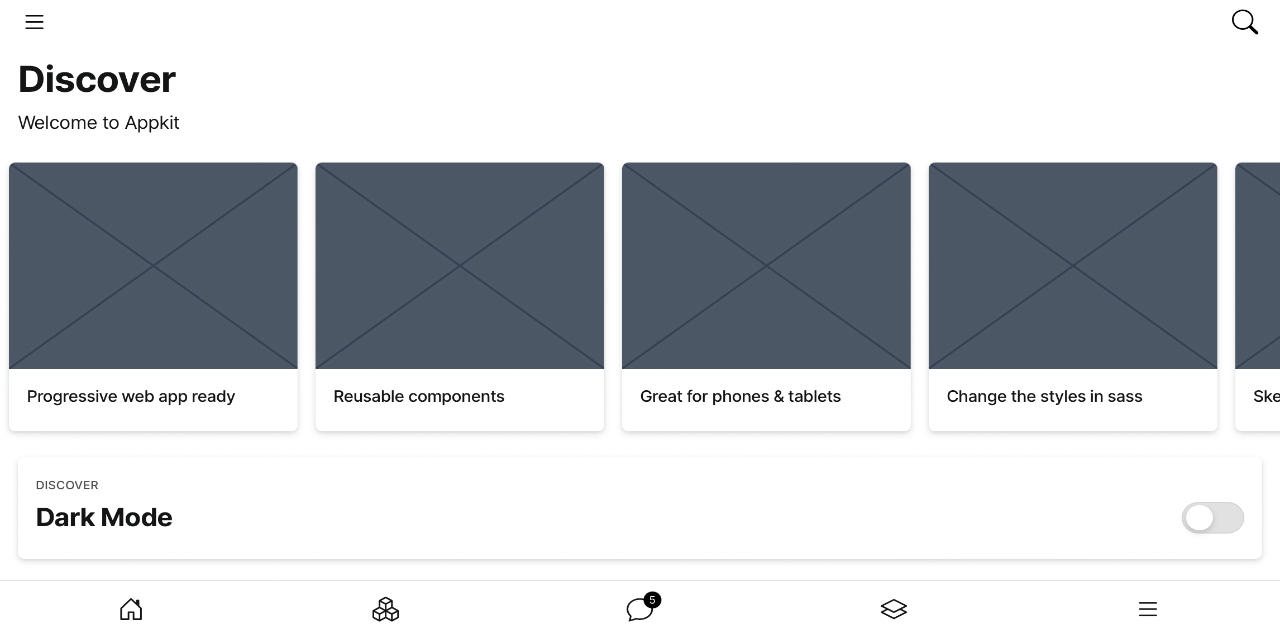 Discover
Welcome to Appkit
Progressive web app ready
Reusable components
Great for phones & tablets
Change the styles in sass
Ske
DISCOVER
Dark Mode
5